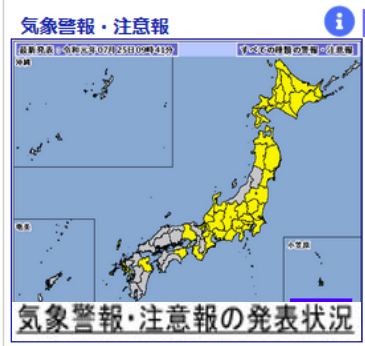 気象警報・注意報
最新発表：令和元年07月25日09時41分 すべての種類の警報・注意報
沖縄
奄美
小笠原
気象警報・注意報の発表状況